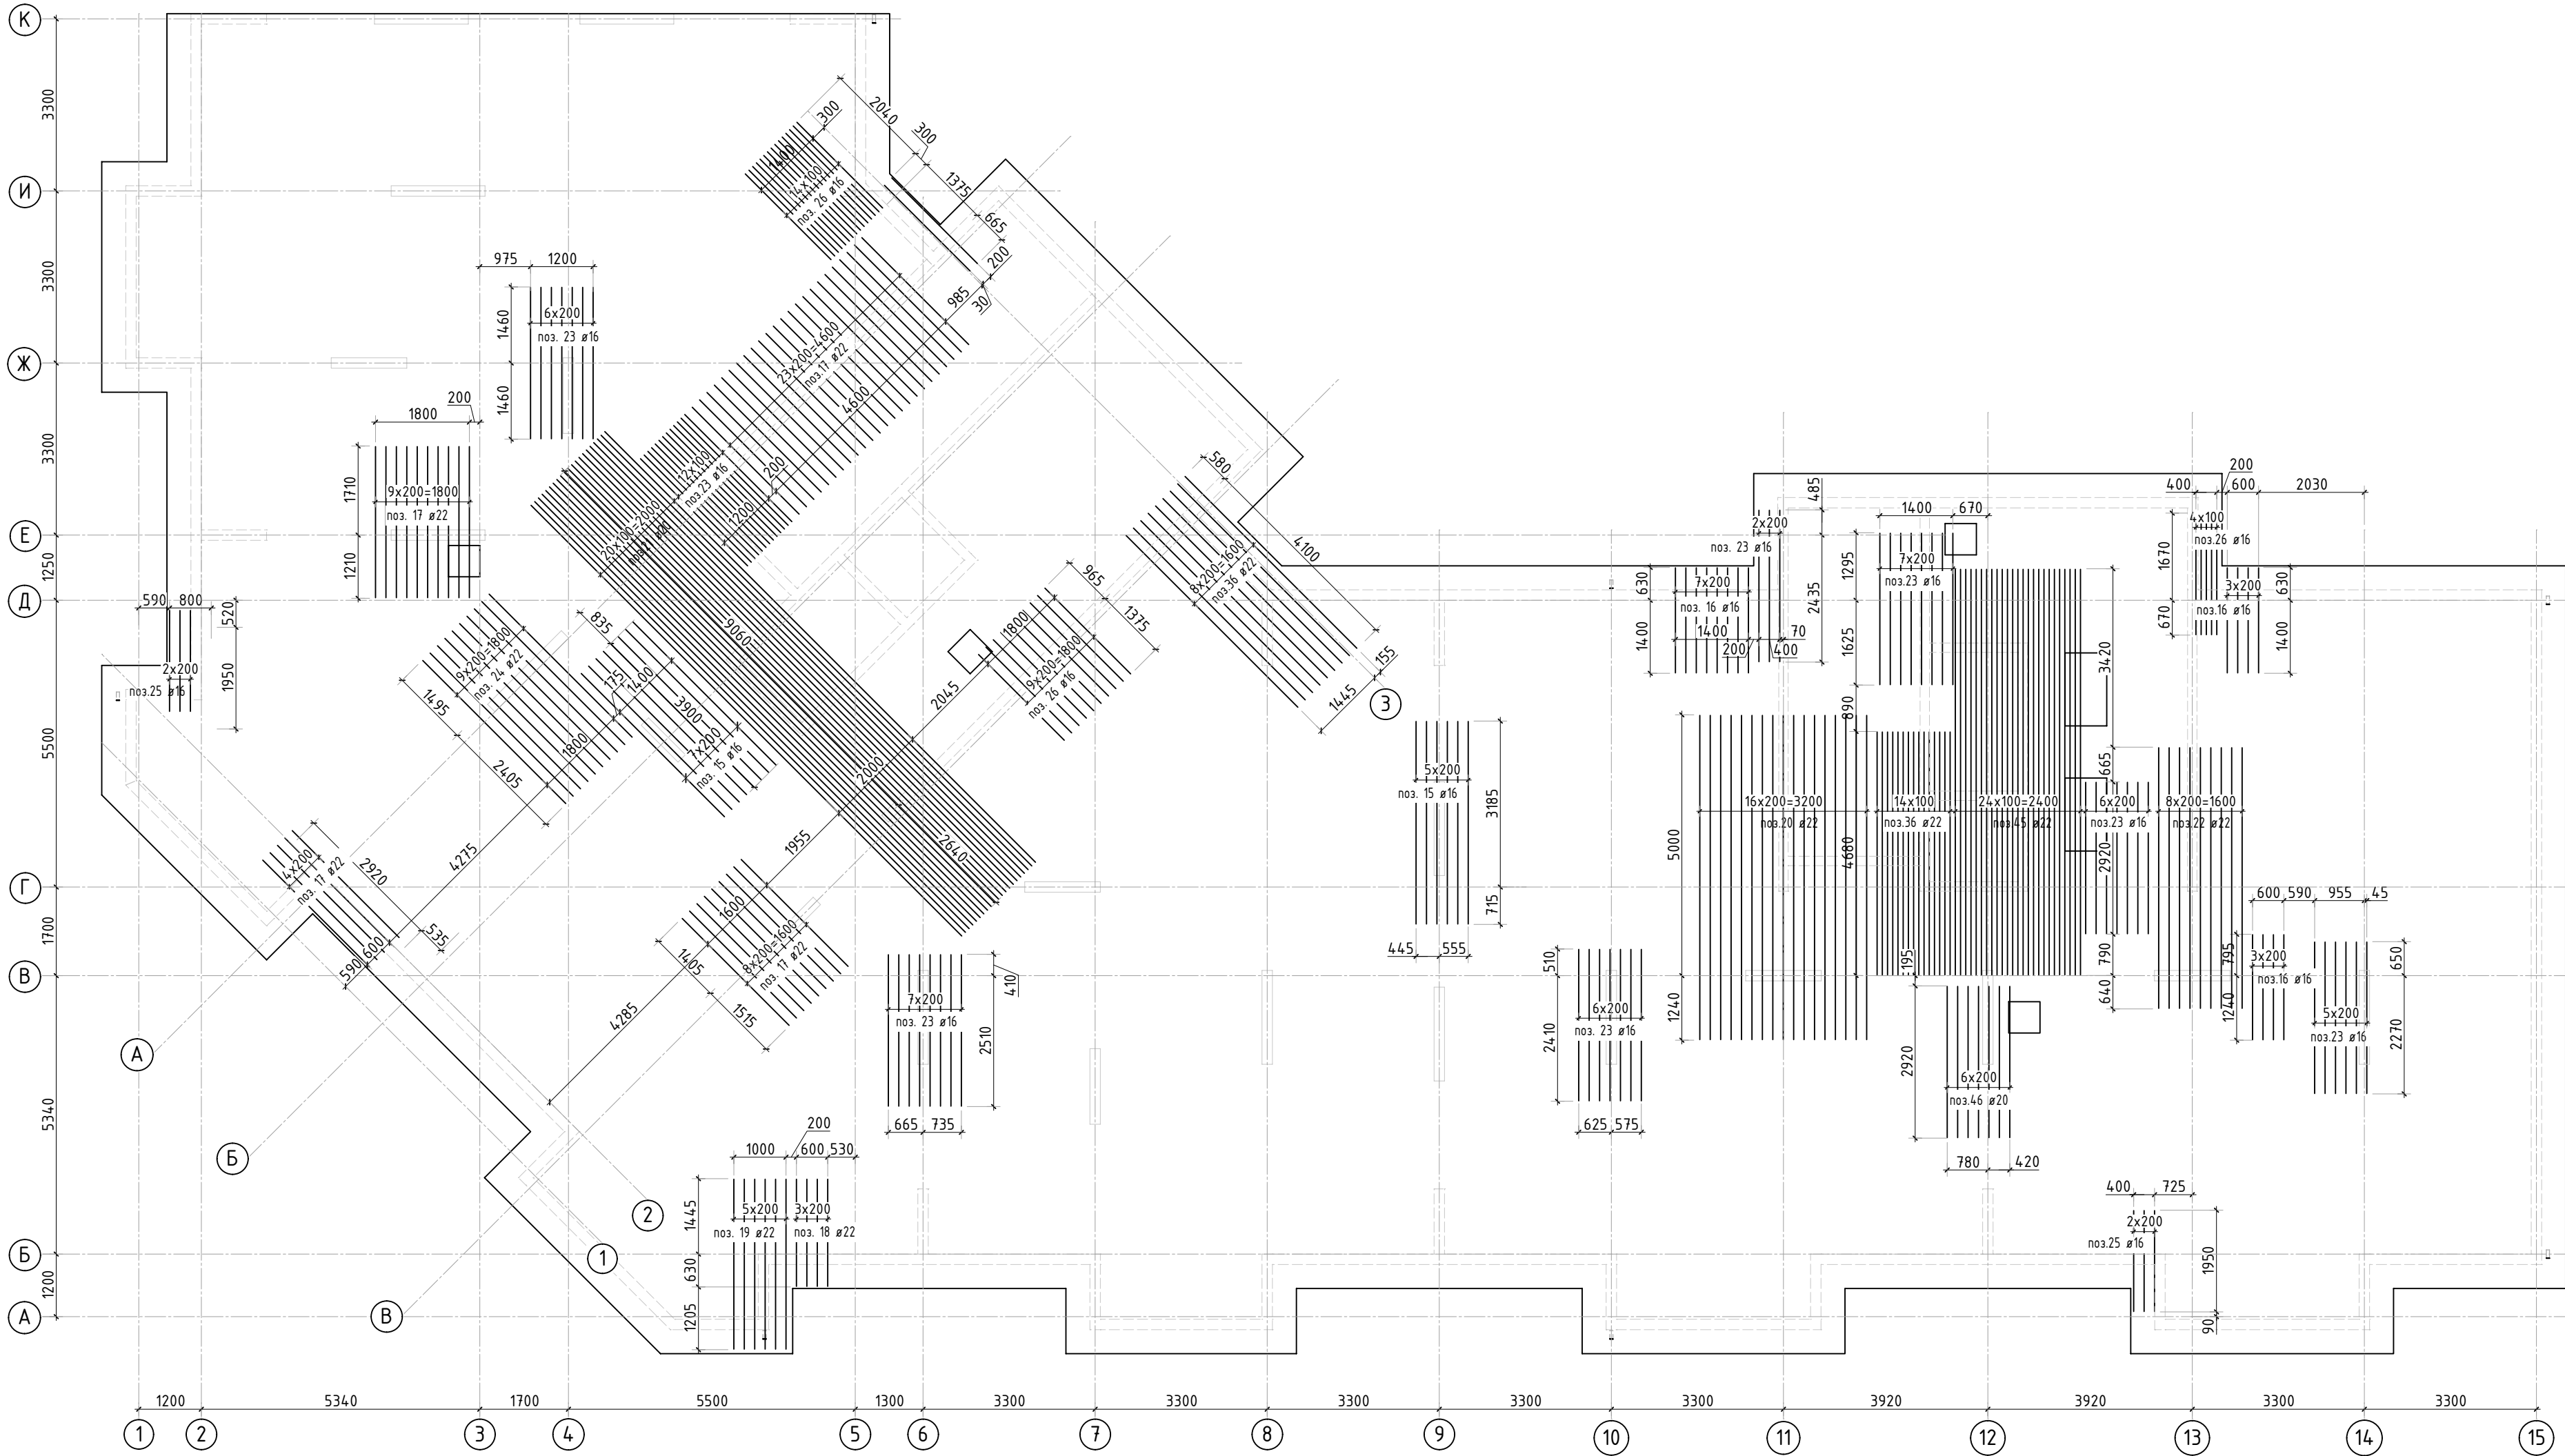 К
И
Ж
Е
Д
Г
В
Б
А
3300
3300
3300
1250
5500
1700
5340
1200
2040
300
300
1400
14х100
поз. 26 ø16
1375
665
200
985
30
975
1200
6х200
поз. 23 ø16
1460
1460
23х200=4600
поз.17 ø22
4600
200
1800
9х200=1800
поз. 17 ø22
1710
1210
12х100
поз.23 ø16
200
1200
20х100=2000
9060
2640
590
800
520
1950
2х200
поз.25 ø16
9х200=1800
поз. 24 ø22
1495
2405
835
175
1400
3900
7х200
поз. 15 ø16
1800
4275
965
1375
1800
9х200=1800
поз. 26 ø16
2045
2000
1955
580
4100
8х200=1600
поз.36 ø22
155
1445
3
4х200
поз. 17 ø22
2920
535
590
600
1600
1405
1515
8х200=1600
поз. 17 ø22
4285
А
Б
В
1
2
7х200
поз. 23 ø16
410
2510
665
735
200
1000
600
530
5х200
3х200
поз. 19 ø22
поз. 18 ø22
1445
630
1205
5х200
поз. 15 ø16
3185
715
445
555
6х200
поз. 23 ø16
510
2410
625
575
630
1400
7х200
поз. 16 ø16
1400
200
400
70
2х200
поз. 23 ø16
485
2435
1400
670
7х200
поз.23 ø16
1295
1625
890
4680
195
16х200=3200
поз.20 ø22
5000
1240
14х100
поз.36 ø22
24х100=2400
поз.45 ø22
6х200
поз.23 ø16
8х200=1600
поз.22 ø22
3420
665
2920
790
640
200
400
600
2030
4х100
поз.26 ø16
1670
670
3х200
поз.16 ø16
630
1400
600
590
955
45
3х200
поз.16 ø16
795
1240
5х200
поз.23 ø16
650
2270
6х200
поз.46 ø20
2920
780
420
400
725
2х200
поз.25 ø16
1950
90
1200
5340
1700
5500
1300
3300
3300
3300
3300
3300
3920
3920
3300
3300
1
2
3
4
5
6
7
8
9
10
11
12
13
14
15